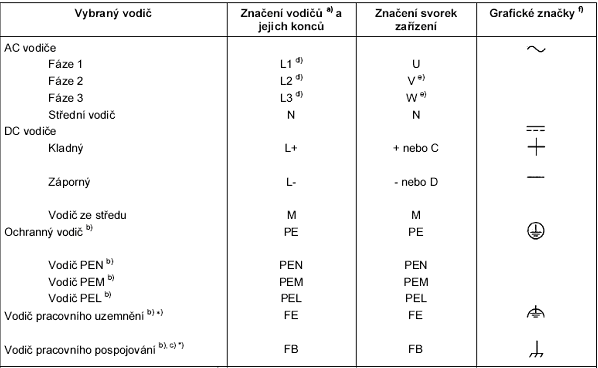 Vybraný vodič Značení vodičů a) a jejich konců Značení svorek zařízení Grafické značky f)
AC vodiče
Fáze 1 L1 d) U
Fáze 2 L2 d) V e)
Fáze 3 L3 d) W e)
Střední vodič N N
DC vodiče
Kladný L+ + nebo C
Záporný L- - nebo D
Vodič ze středu M M
Ochranný vodič b) PE PE
Vodič PEN b) PEN PEN
Vodič PEM b) PEM PEM
Vodič PEL b) PEL PEL
Vodič pracovního uzemnění b) *) FE FE
Vodič pracovního pospojování b), c) *) FB FB